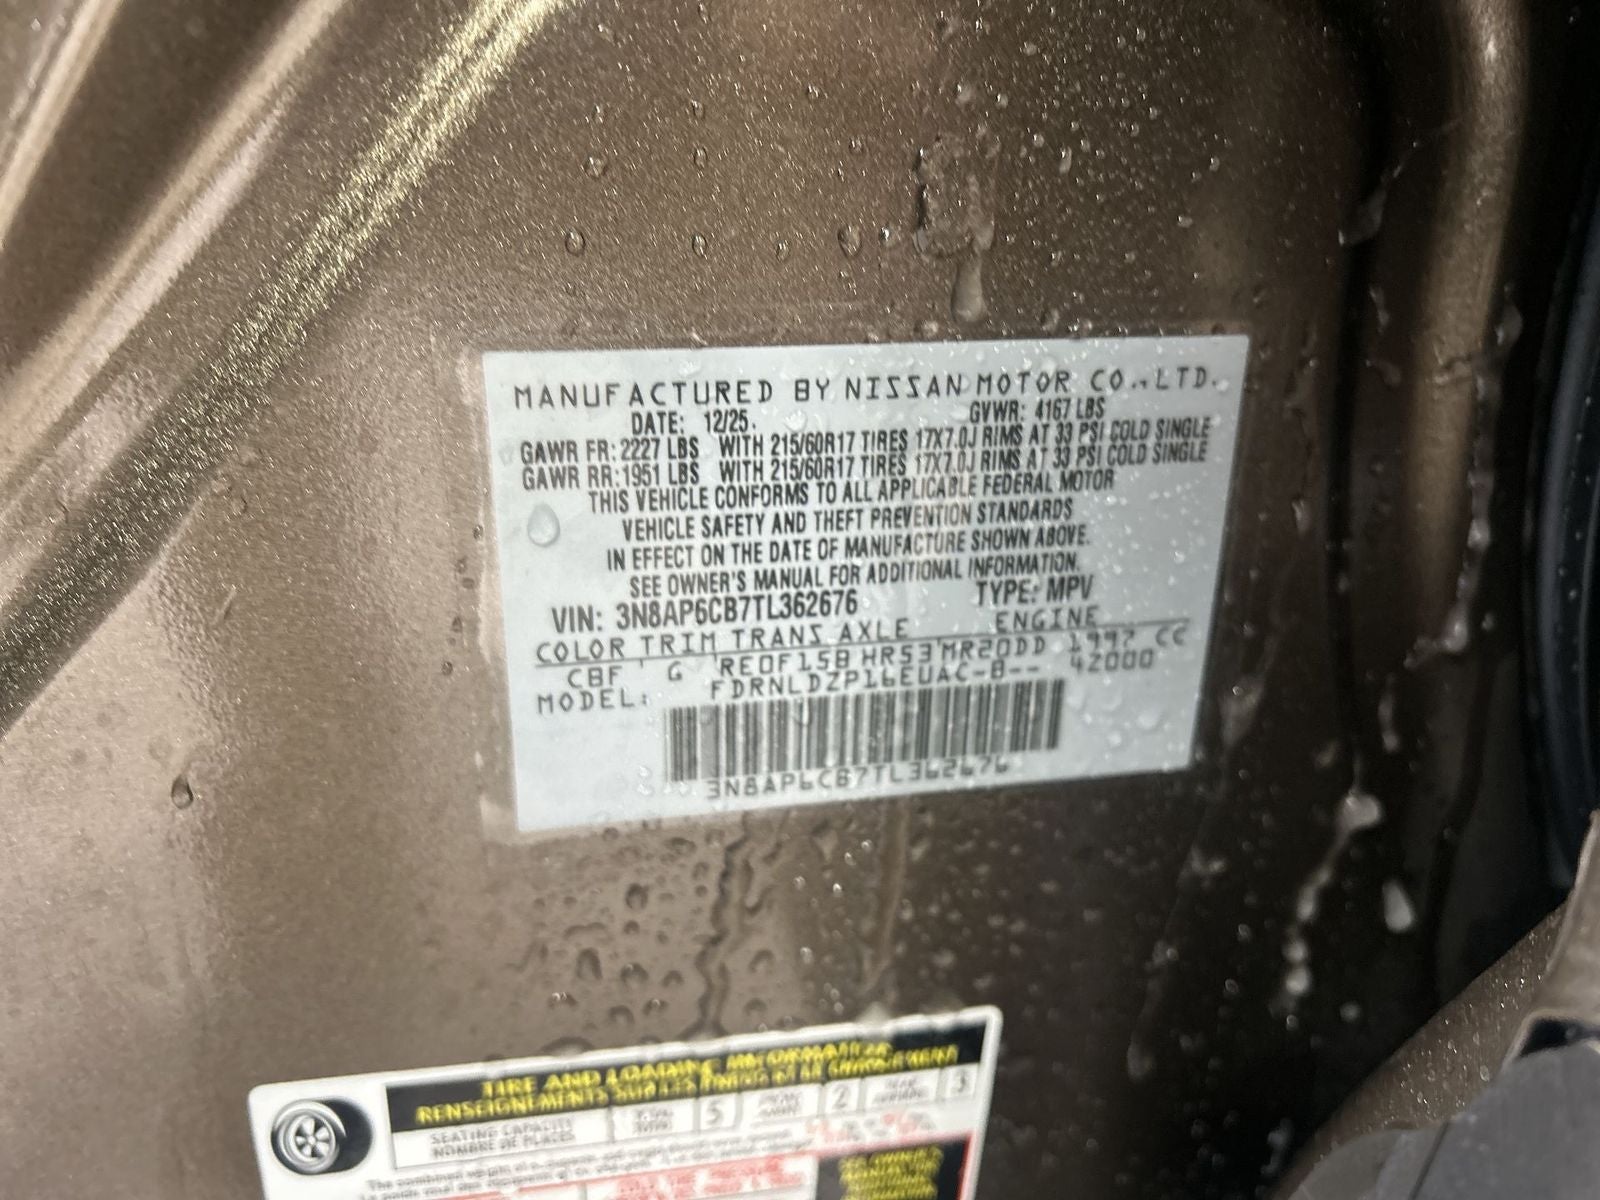 MANUFACTURED BY NISSAN MOTOR CO., LTD.
DATE: 12/25. GVWR: 4167 LBS
GAWR FR: 2227 LBS WITH 215/60R17 TIRES 17X7.0J RIMS AT 33 PSI COLD SINGLE
GAWR RR: 1951 LBS WITH 215/60R17 TIRES 17X7.0J RIMS AT 33 PSI COLD SINGLE
THIS VEHICLE CONFORMS TO ALL APPLICABLE FEDERAL MOTOR
VEHICLE SAFETY AND THEFT PREVENTION STANDARDS
IN EFFECT ON THE DATE OF MANUFACTURE SHOWN ABOVE.
SEE OWNER'S MANUAL FOR ADDITIONAL INFORMATION.
VIN: 3N8AP6CB7TL362676 TYPE: MPV
COLOR TRIM TRANS AXLE ENGINE
CBF G RE0F15B HR53 MR20DD 1997 CC
MODEL: FDRNLDZP16EUAC-B-- 42000
3N8AP6CB7TL362676
TIRE AND LOADING INFORMATION
RENSEIGNEMENTS SUR LES PNEUS ET LE CHARGEMENT
SEATING CAPACITY 5 2 3
NOMBRE DE PLACES
The combined weight of